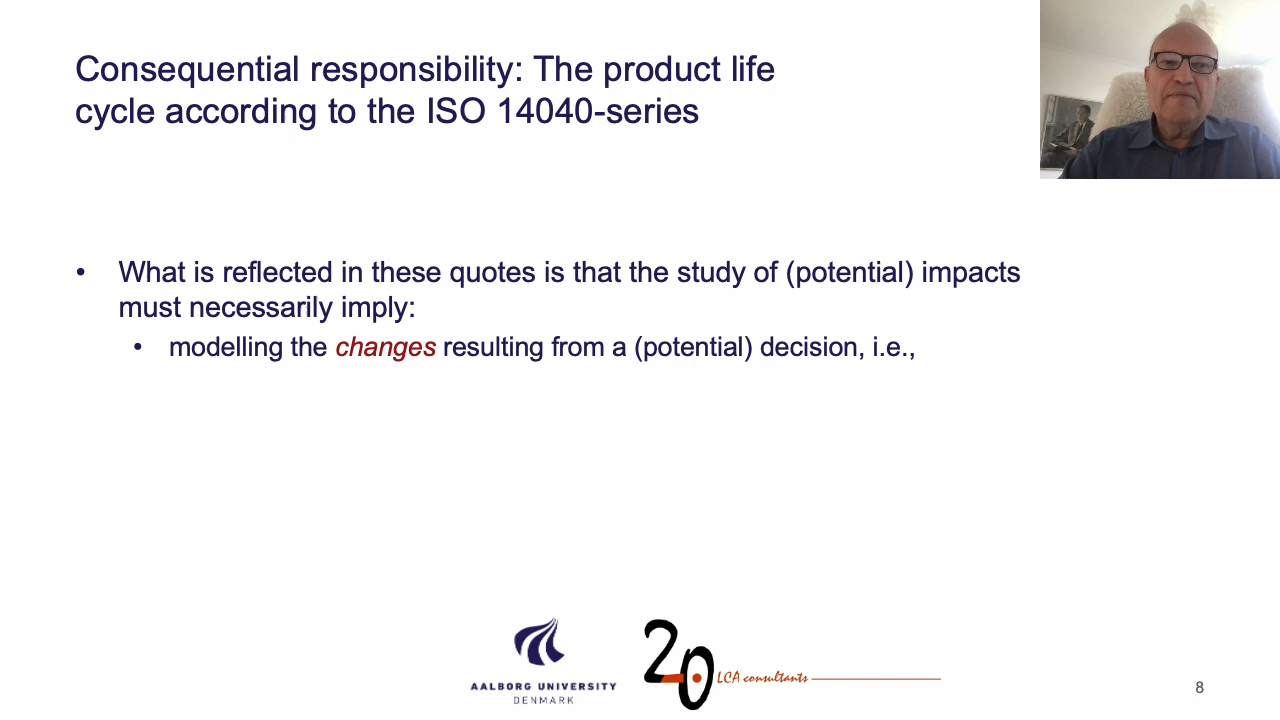 Consequential responsibility: The product life
cycle according to the ISO 14040-series
• What is reflected in these quotes is that the study of (potential) impacts
must necessarily imply:
• modelling the changes resulting from a (potential) decision, i.e.,
AALBORG UNIVERSITY
DENMARK
2.0 LCA consultants
8